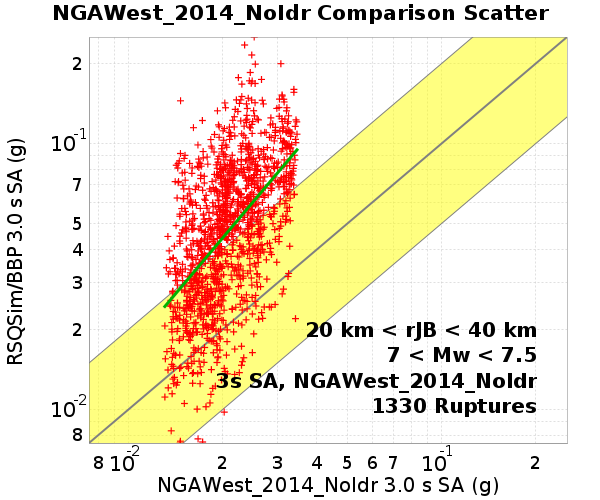 NGAWest_2014_NoIdr Comparison Scatter
RSQSim/BBP 3.0 s SA (g)
2
10-1
7
5
4
3
2
10-2
8
20 km < rJB < 40 km
7 < Mw < 7.5
3s SA, NGAWest_2014_NoIdr
1330 Ruptures
8 10-2 2 3 4 5 6 7 10-1 2
NGAWest_2014_NoIdr 3.0 s SA (g)